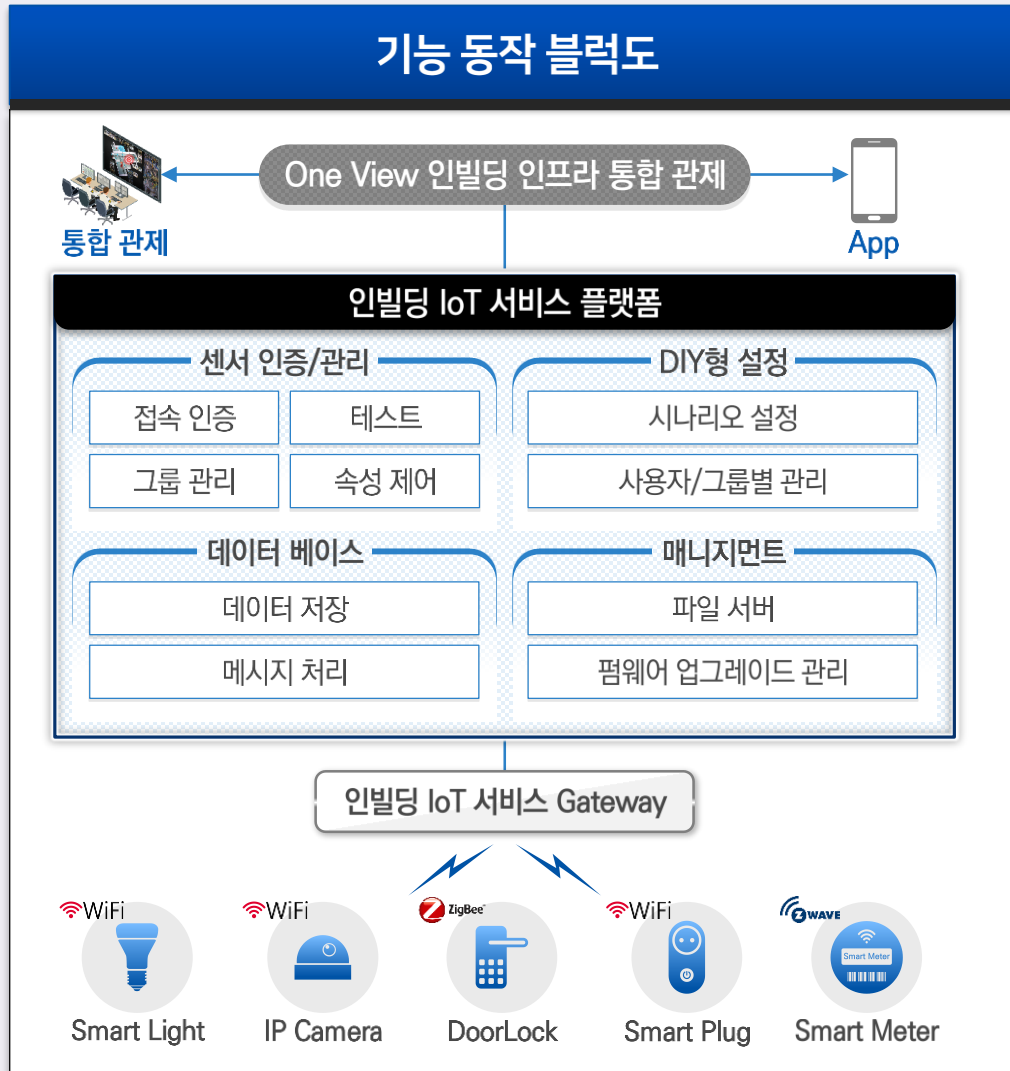 기능 동작 블럭도
One View 인빌딩 인프라 통합 관제
통합 관제
App
인빌딩 IoT 서비스 플랫폼
센서 인증/관리
접속 인증
테스트
그룹 관리
속성 제어
DIY형 설정
시나리오 설정
사용자/그룹별 관리
데이터 베이스
데이터 저장
메시지 처리
매니지먼트
파일 서버
펌웨어 업그레이드 관리
인빌딩 IoT 서비스 Gateway
WiFi
Smart Light
WiFi
IP Camera
ZigBee
DoorLock
WiFi
Smart Plug
Z WAVE
Smart Meter
Smart Meter